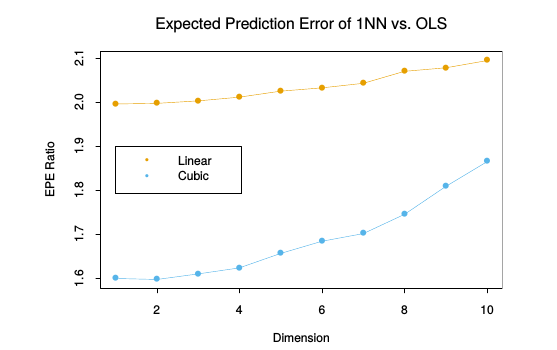 Expected Prediction Error of 1NN vs. OLS
2.1
2.0
1.9
1.8
1.7
1.6
EPE Ratio
Linear
Cubic
2 4 6 8 10
Dimension